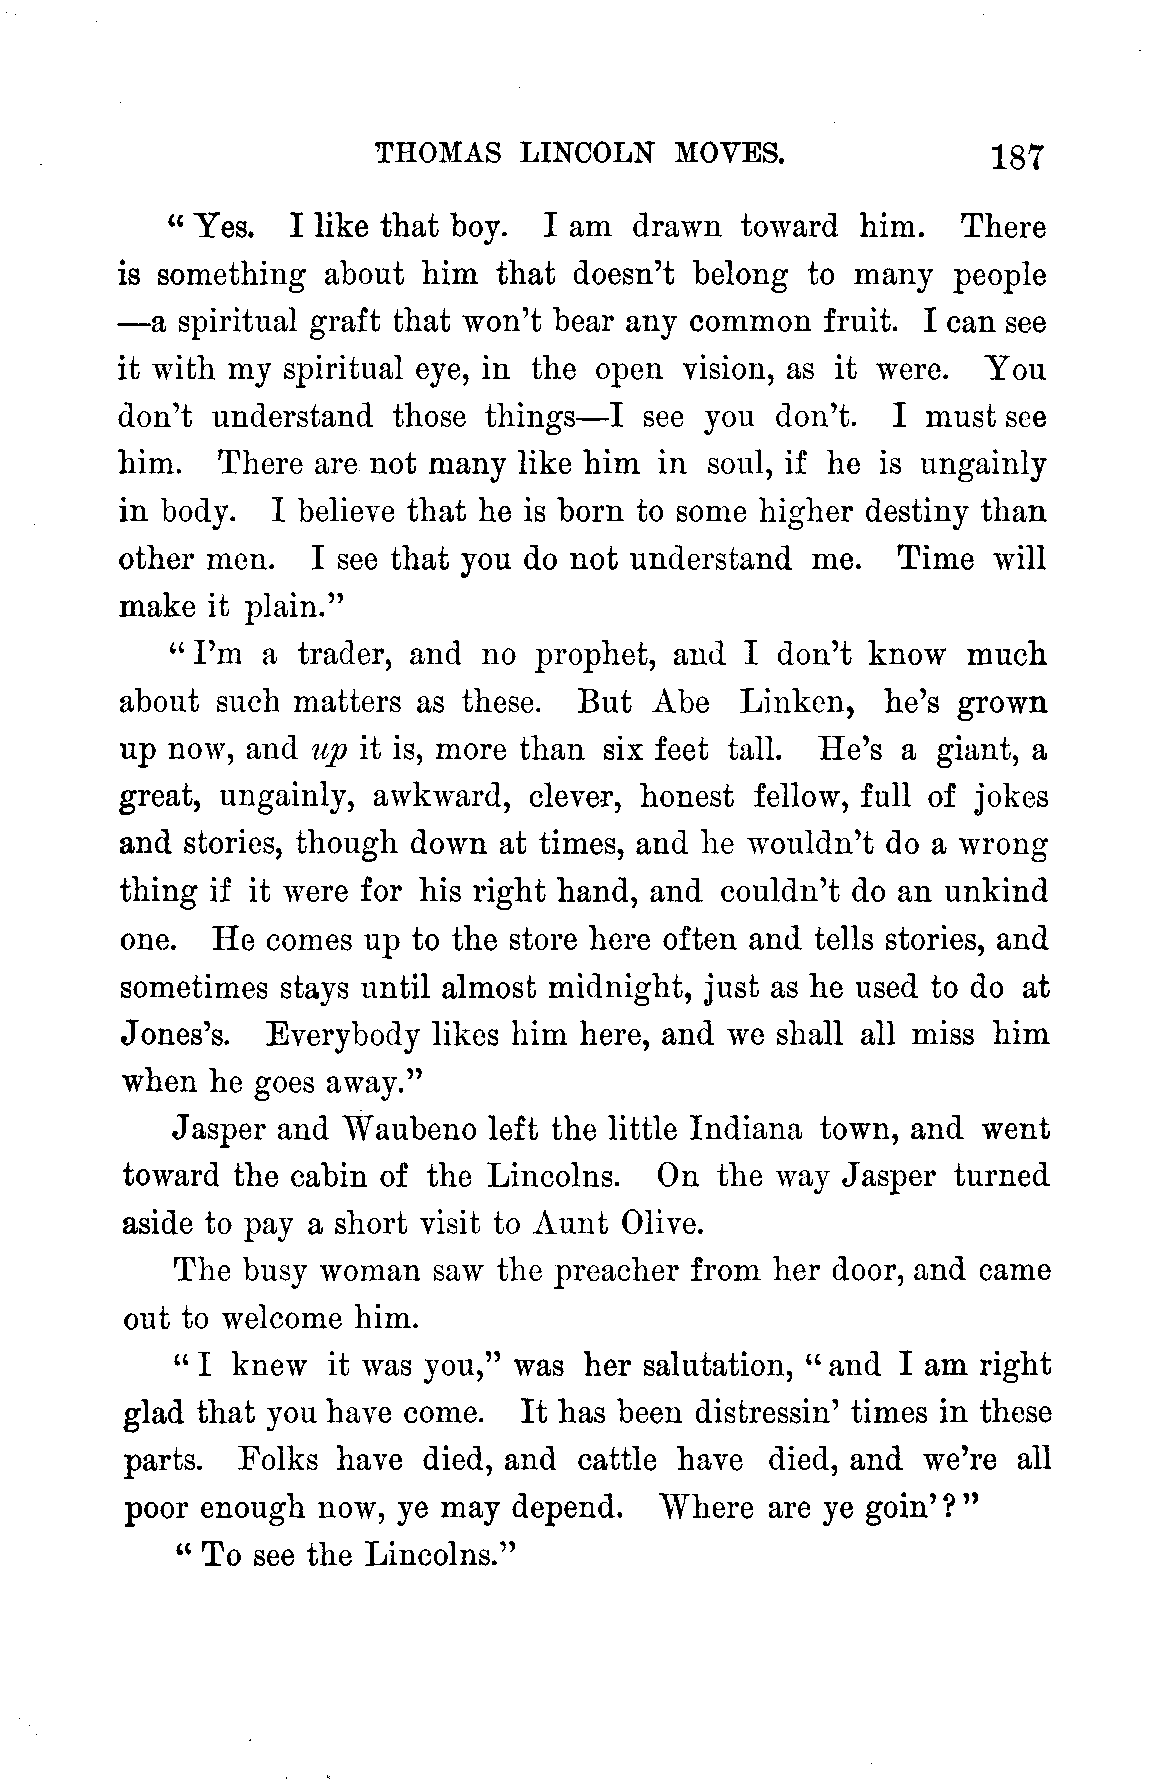 THOMAS LINCOLN MOVES. 187
“Yes. I like that boy. I am drawn toward him. There
is something about him that doesn’t belong to many people
—a spiritual graft that won’t bear any common fruit. I can see
it with my spiritual eye, in the open vision, as it were. You
don’t understand those things—I see you don’t. I must see
him. There are not many like him in soul, if he is ungainly
in body. I believe that he is born to some higher destiny than
other men. I see that you do not understand me. Time will
make it plain.”
“I’m a trader, and no prophet, and I don’t know much
about such matters as these. But Abe Linken, he’s grown
up now, and up it is, more than six feet tall. He’s a giant, a
great, ungainly, awkward, clever, honest fellow, full of jokes
and stories, though down at times, and he wouldn’t do a wrong
thing if it were for his right hand, and couldn’t do an unkind
one. He comes up to the store here often and tells stories, and
sometimes stays until almost midnight, just as he used to do at
Jones’s. Everybody likes him here, and we shall all miss him
when he goes away.”
Jasper and Waubeno left the little Indiana town, and went
toward the cabin of the Lincolns. On the way Jasper turned
aside to pay a short visit to Aunt Olive.
The busy woman saw the preacher from her door, and came
out to welcome him.
“I knew it was you,” was her salutation, “and I am right
glad that you have come. It has been distressin’ times in these
parts. Folks have died, and cattle have died, and we’re all
poor enough now, ye may depend. Where are ye goin’?”
“To see the Lincolns.”